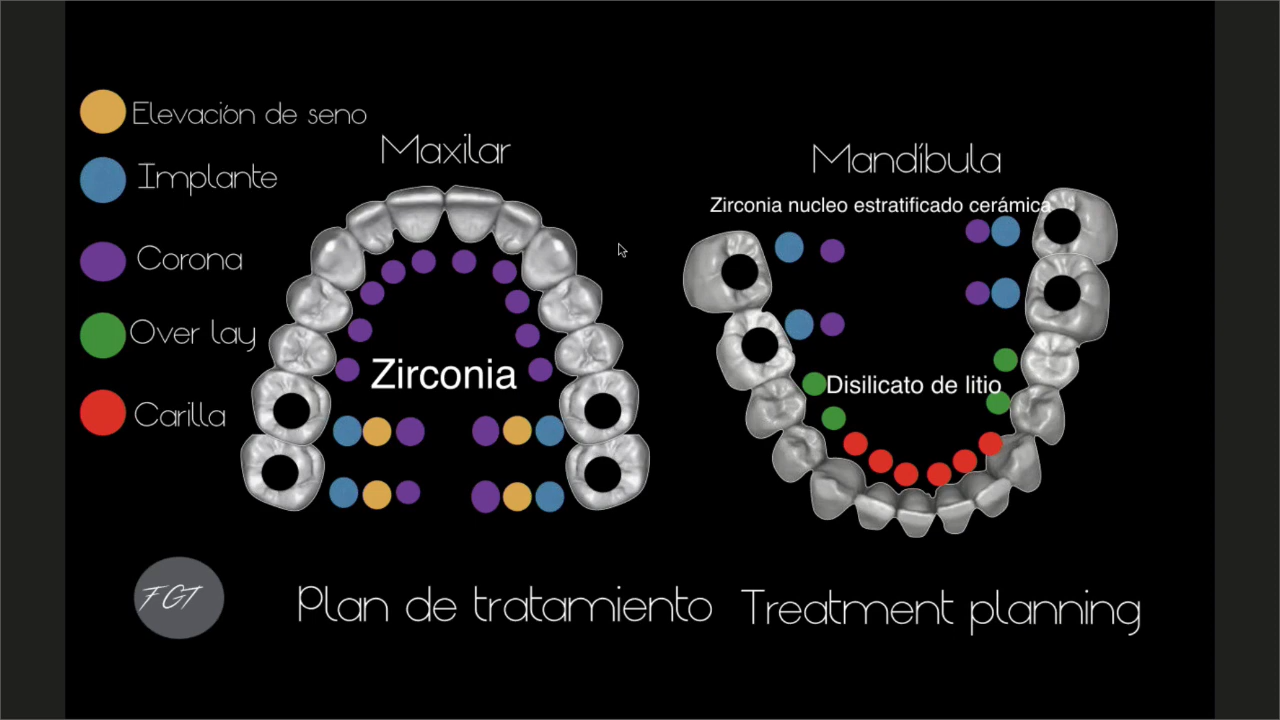 Elevación de seno
Implante
Corona
Over lay
Carilla
Maxilar
Zirconia
Mandíbula
Zirconia nucleo estratificado cerámica
Disilicato de litio
FGT
Plan de tratamiento
Treatment planning